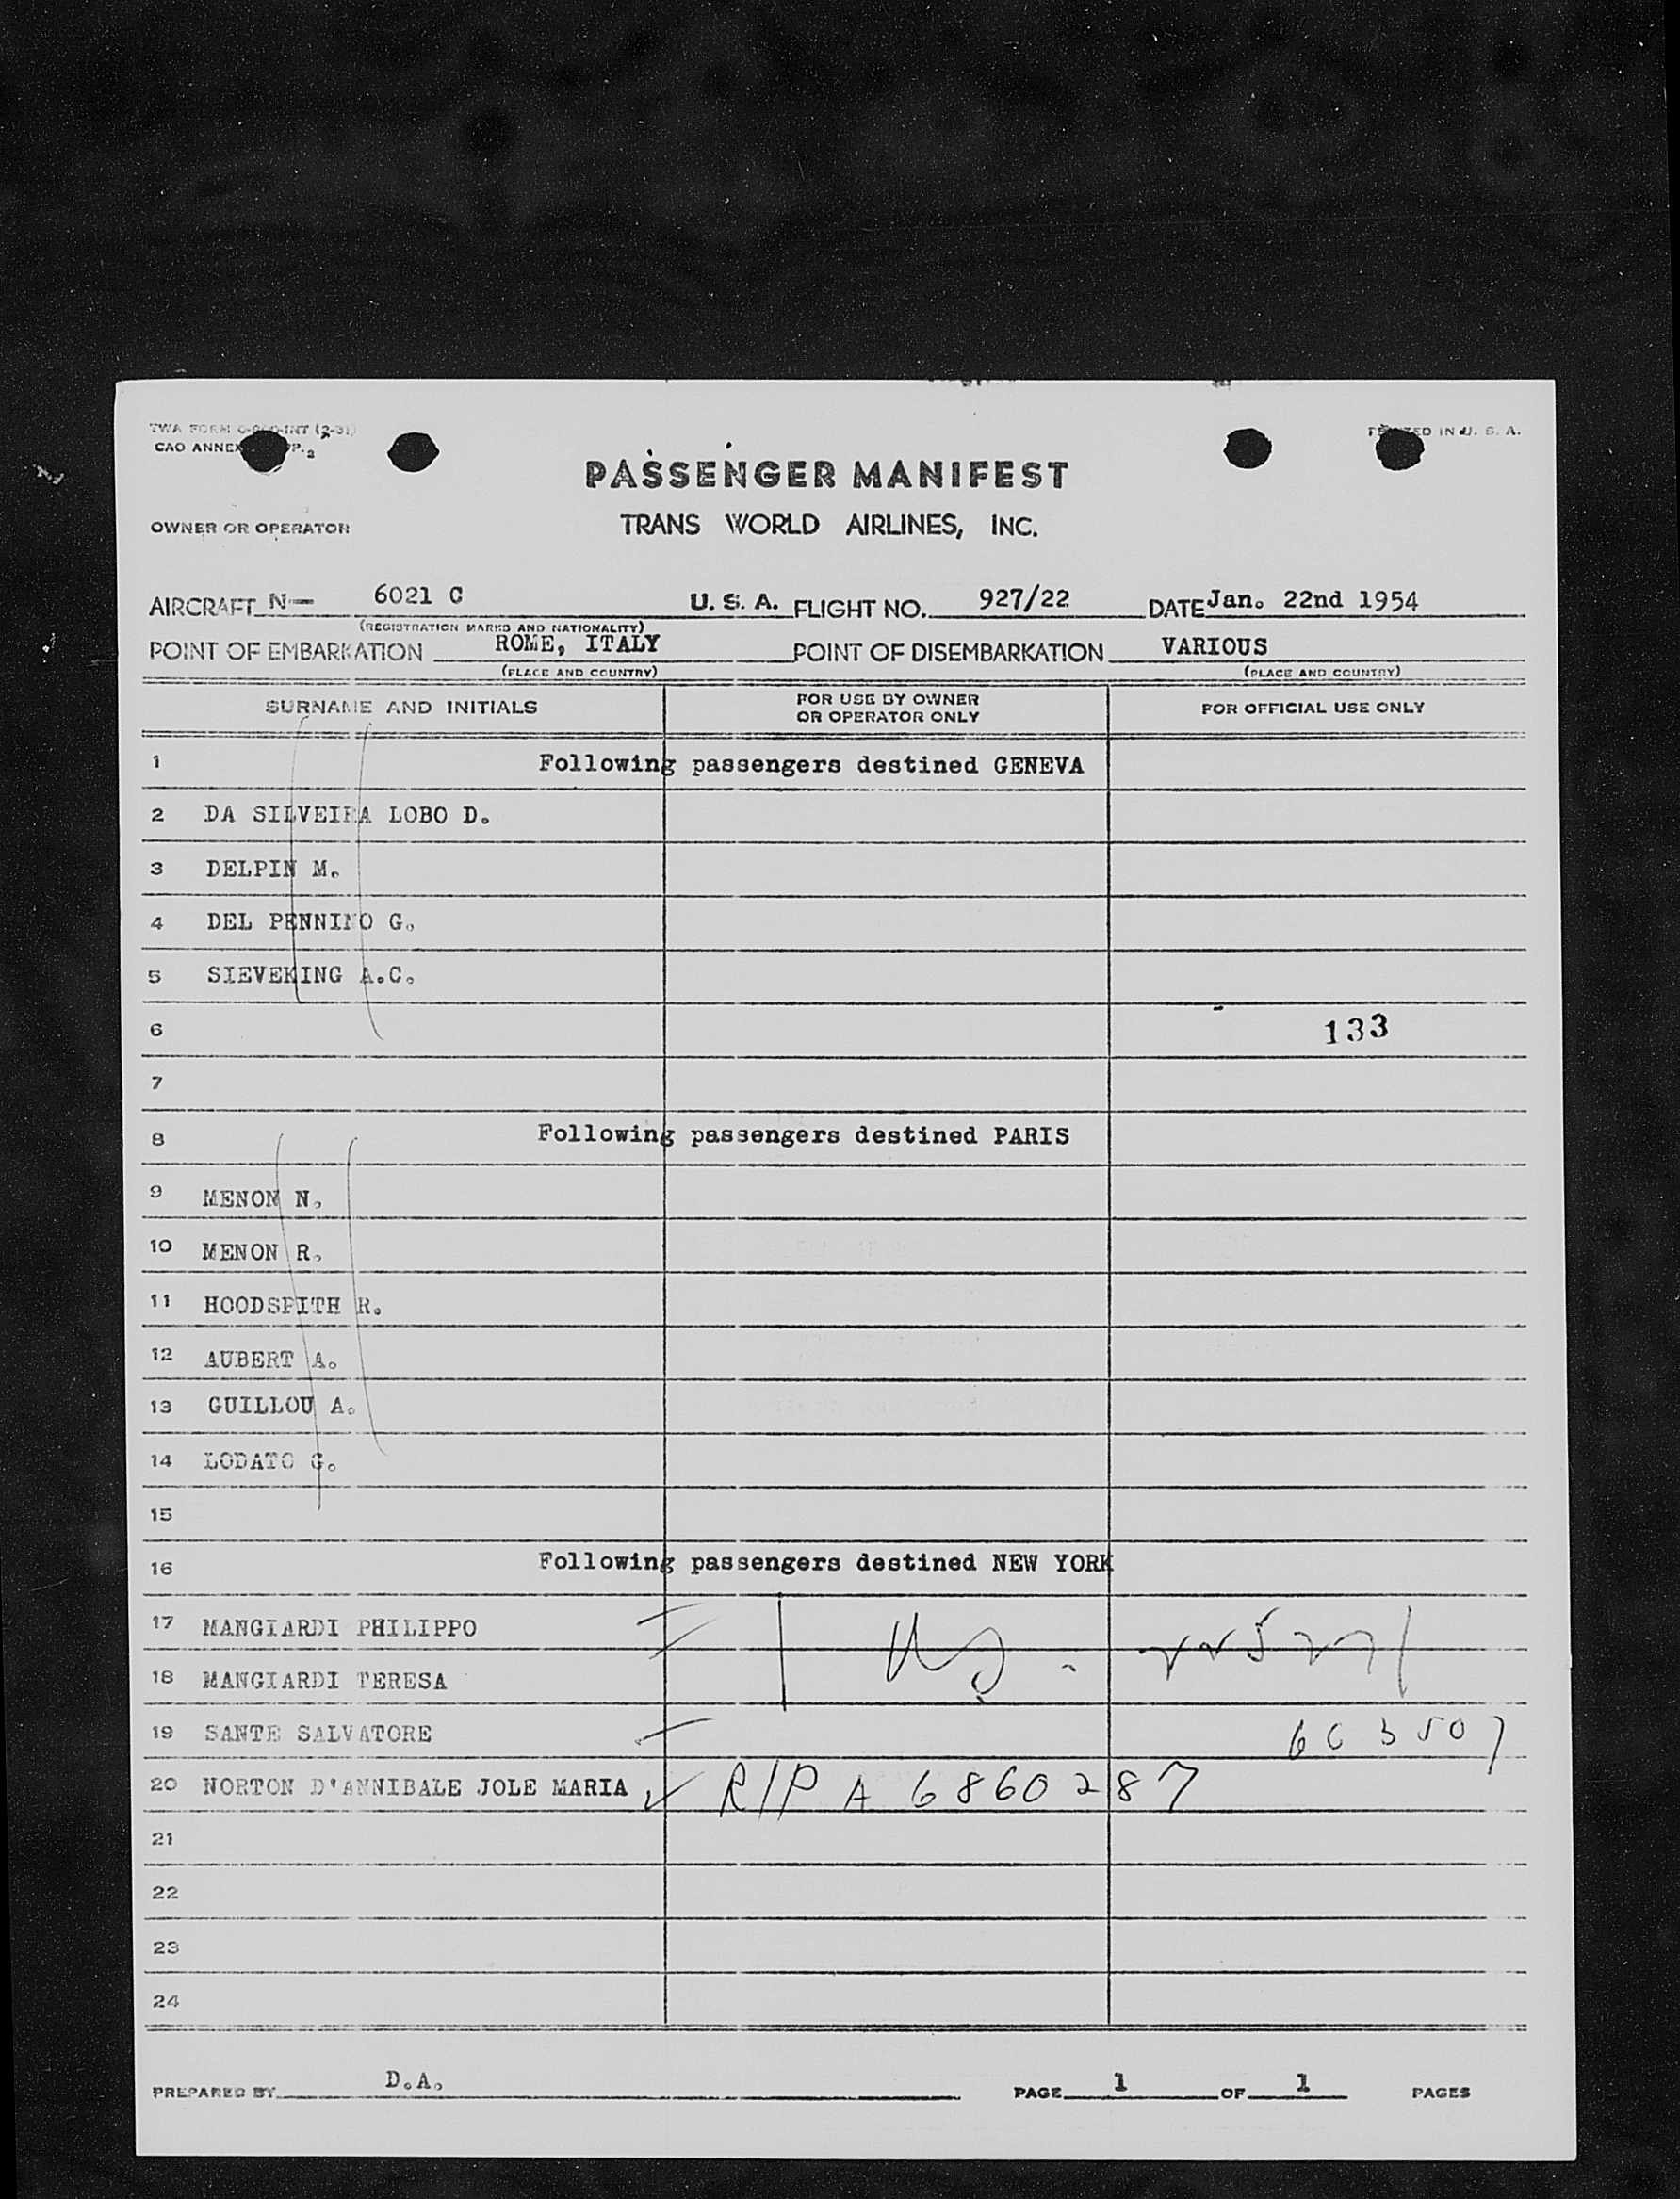 CAO ANNEX
PRINTED IN U. S. A.
PASSENGER MANIFEST
OWNER OR OPERATOR
TRANS WORLD AIRLINES, INC.
AIRCRAFT N- 6021 C U. S. A. FLIGHT NO. 927/22 DATE Jan. 22nd 1954
(REGISTRATION MARKS AND NATIONALITY)
POINT OF EMBARKATION ROME, ITALY POINT OF DISEMBARKATION VARIOUS
(PLACE AND COUNTRY) (PLACE AND COUNTRY)
SURNAME AND INITIALS FOR USE BY OWNER OR OPERATOR ONLY FOR OFFICIAL USE ONLY
1 Following passengers destined GENEVA
2 DA SILVEIRA LOBO D.
3 DELPIN M.
4 DEL PENNINO G.
5 SIEVEKING A.C.
6 133
7
8 Following passengers destined PARIS
9 MENON N.
10 MENON R.
11 HOODSPITH R.
12 AUBERT A.
13 GUILLOU A.
14 LODATO G.
15
16 Following passengers destined NEW YORK
17 MANGIARDI PHILIPPO
18 MANGIARDI TERESA
19 SANTE SALVATORE
20 NORTON D'ANNIBALE JOLE MARIA R/P A 6860287
21
22
23
24
PREPARED BY D.A. PAGE 1 OF 1 PAGES